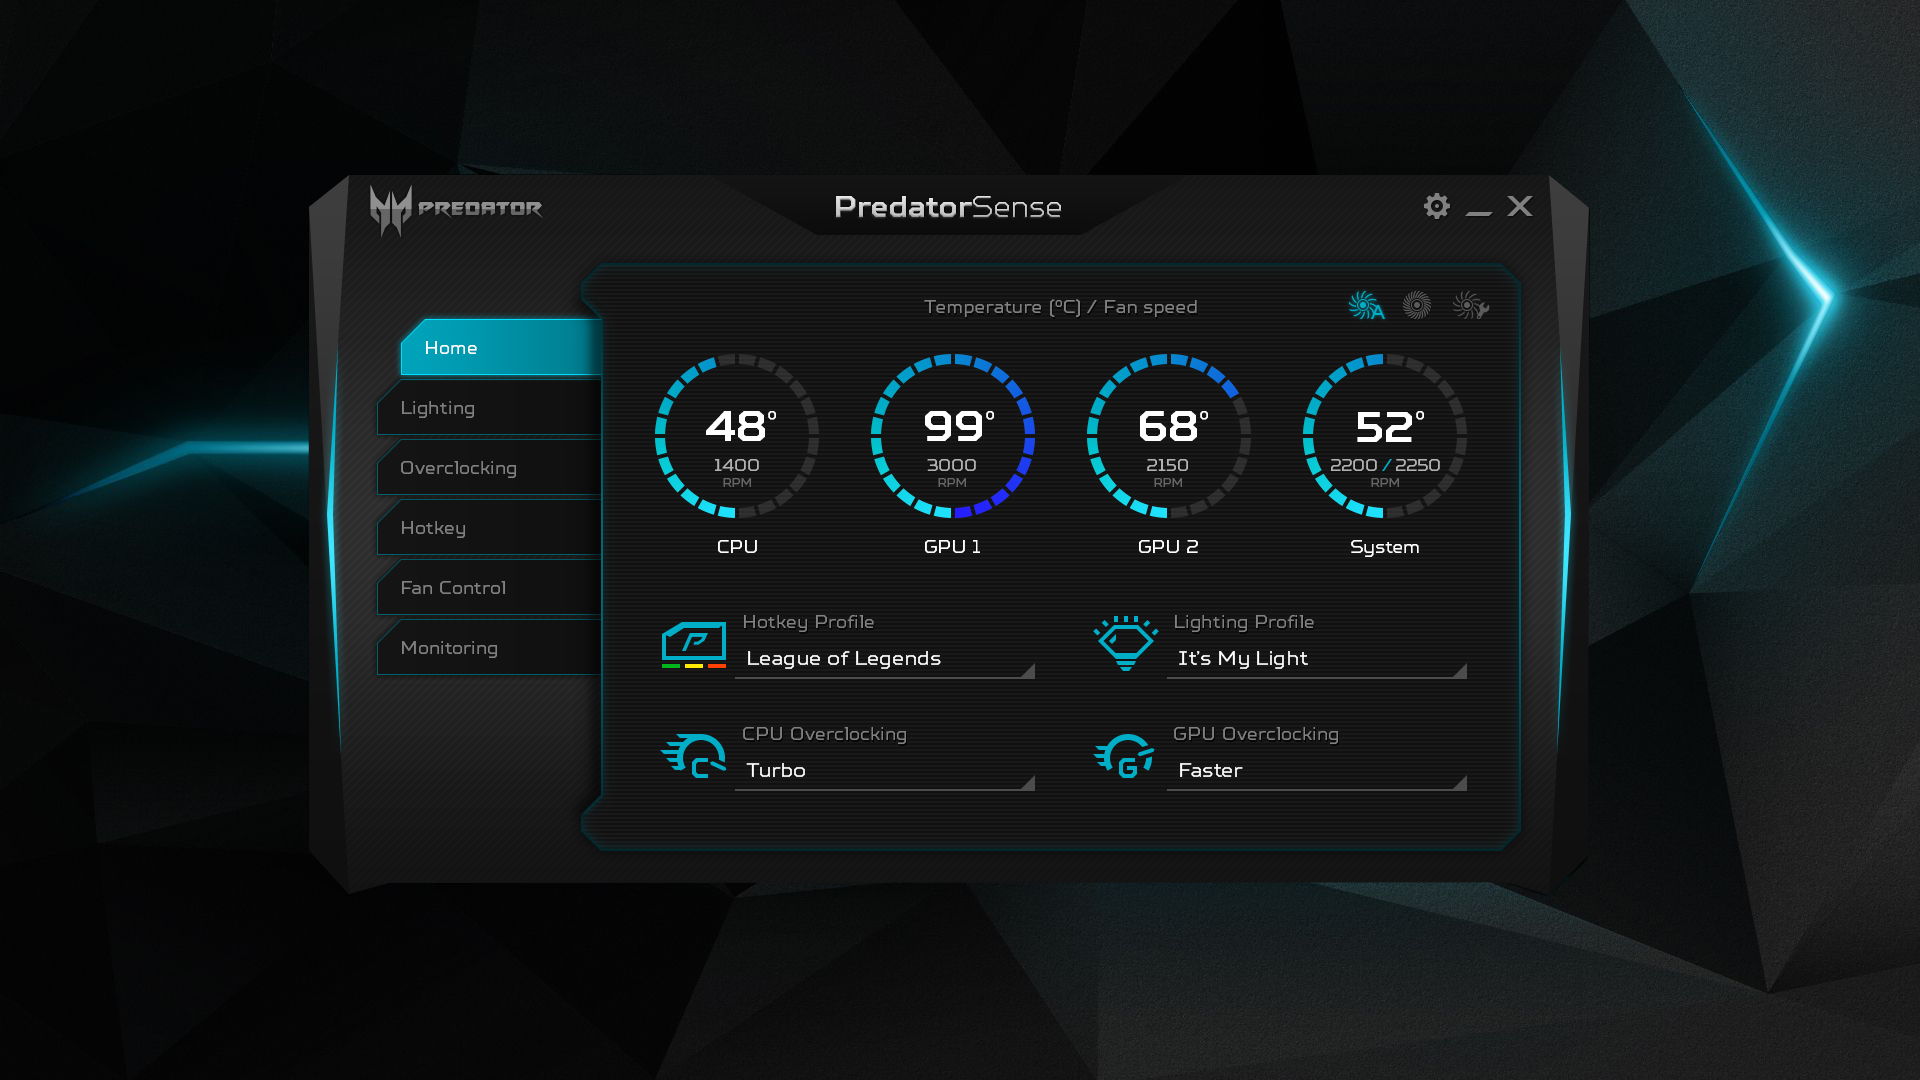 PREDATOR
PredatorSense
Temperature (°C) / Fan speed
A
Home
Lighting
Overclocking
Hotkey
Fan Control
Monitoring
48°
1400
RPM
CPU
99°
3000
RPM
GPU 1
68°
2150
RPM
GPU 2
52°
2200 / 2250
RPM
System
P
Hotkey Profile
League of Legends
Lighting Profile
It's My Light
C
CPU Overclocking
Turbo
G
GPU Overclocking
Faster